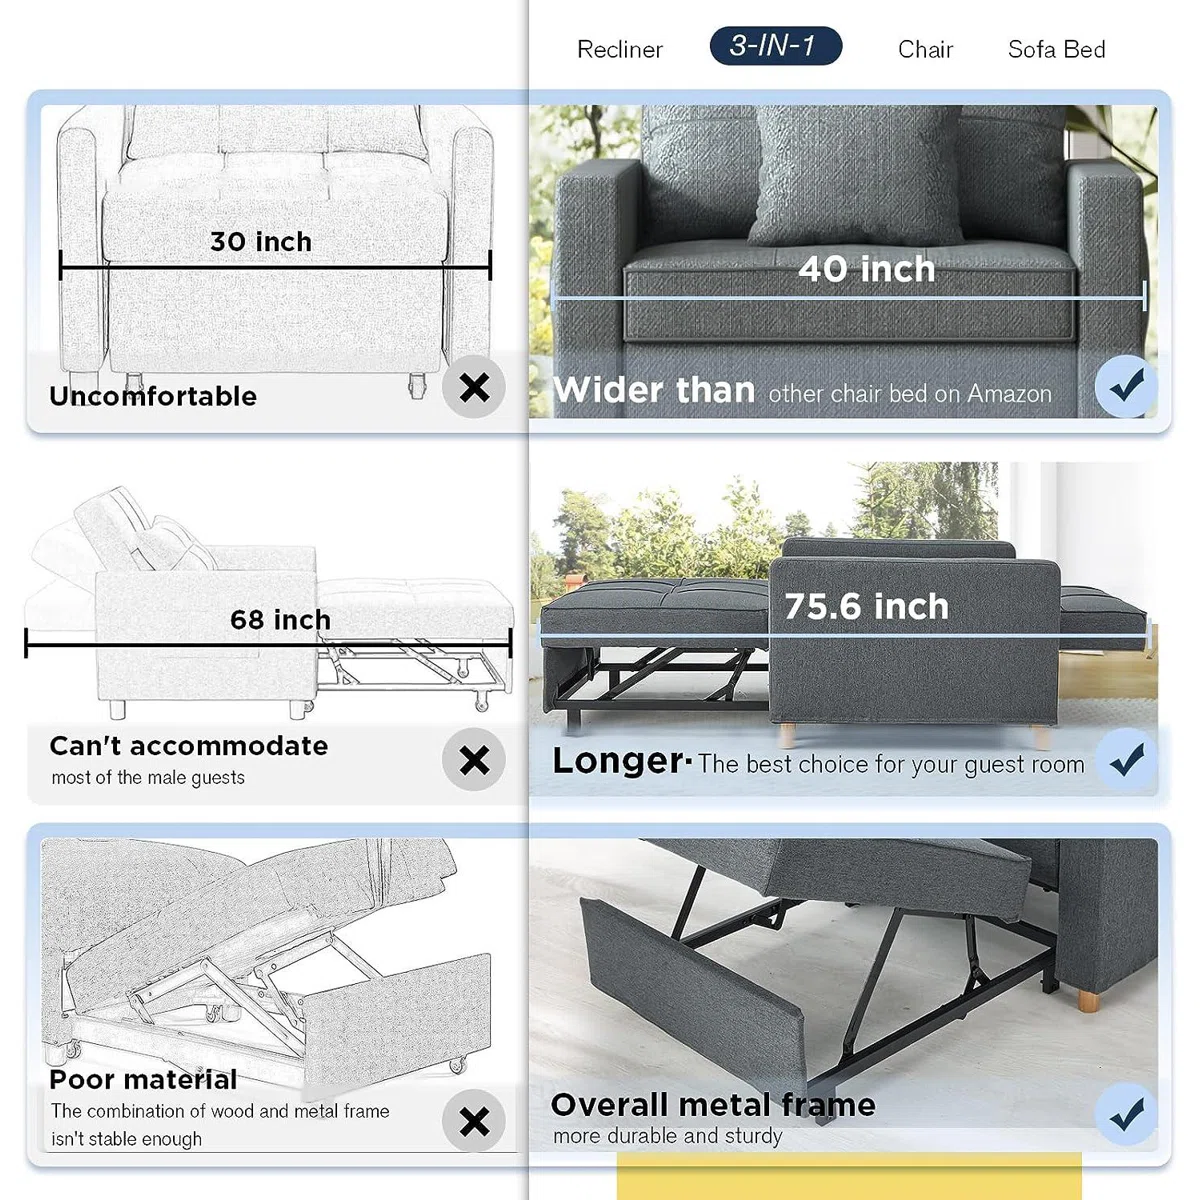 Recliner 3-IN-1 Chair Sofa Bed
30 inch
Uncomfortable
40 inch
Wider than other chair bed on Amazon
68 inch
Can't accommodate
most of the male guests
75.6 inch
Longer· The best choice for your guest room
Poor material
The combination of wood and metal frame
isn't stable enough
Overall metal frame
more durable and sturdy